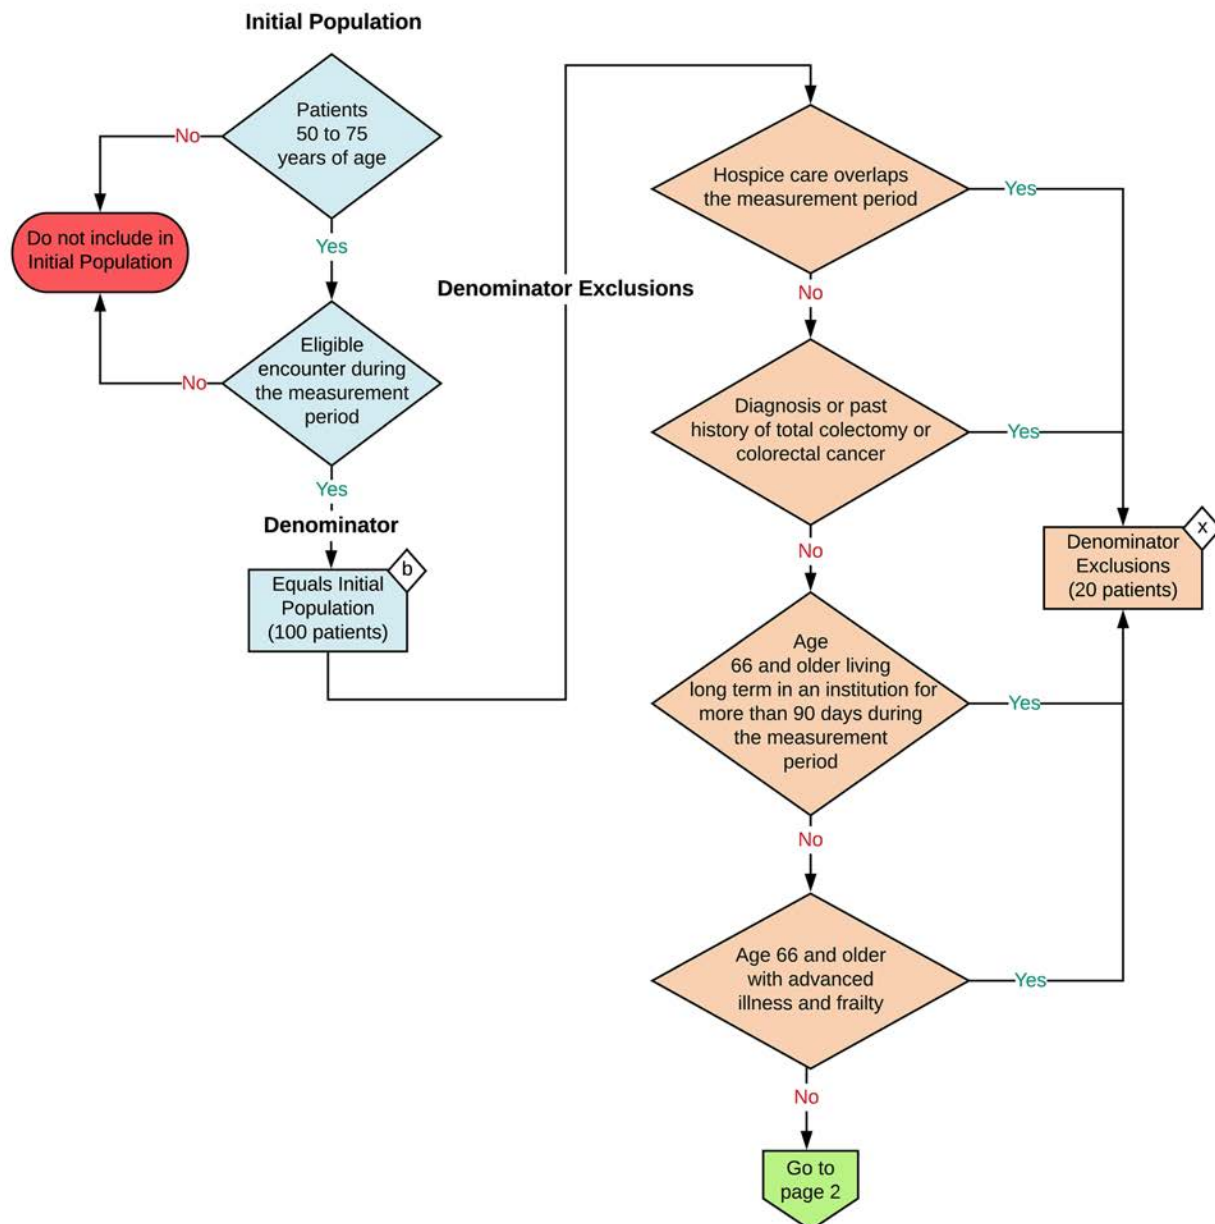 Initial Population
Patients
50 to 75
years of age
No
Yes
Do not include in
Initial Population
Eligible
encounter during
the measurement
period
No
Yes
Denominator
b
Equals Initial
Population
(100 patients)
Denominator Exclusions
Hospice care overlaps
the measurement period
Yes
No
Diagnosis or past
history of total colectomy or
colorectal cancer
Yes
No
x
Denominator
Exclusions
(20 patients)
Age
66 and older living
long term in an institution for
more than 90 days during
the measurement
period
Yes
No
Age 66 and older
with advanced
illness and frailty
Yes
No
Go to
page 2